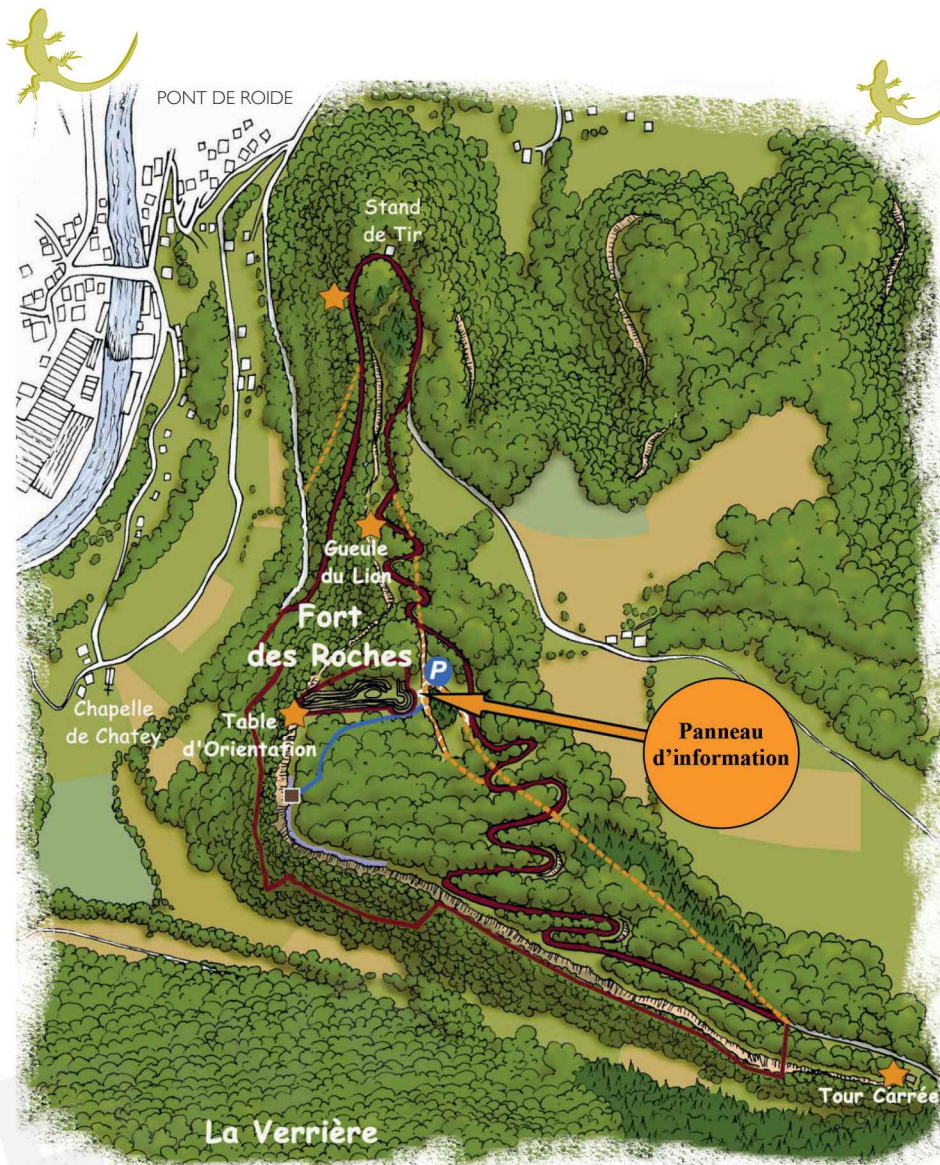 PONT DE ROIDE
Stand
de Tir
Gueule
du Lion
Fort
des Roches
P
Chapelle
de Chatey
Table
d'Orientation
Panneau
d'information
Tour Carrée
La Verrière